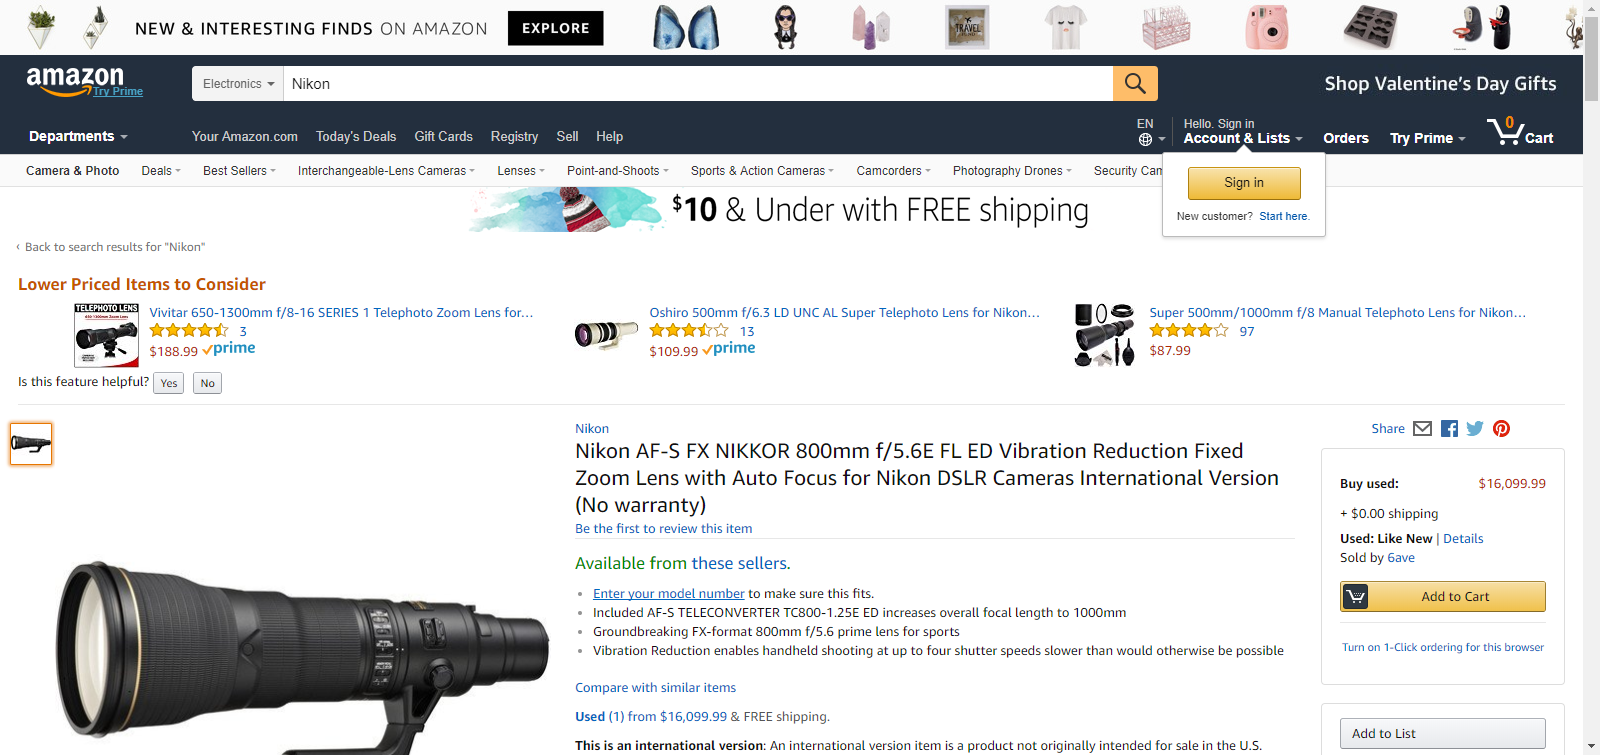 NEW & INTERESTING FINDS ON AMAZON EXPLORE
TRAVEL
amazon Try Prime
Electronics Nikon
Shop Valentine's Day Gifts
Departments Your Amazon.com Today's Deals Gift Cards Registry Sell Help
EN Hello. Sign in Account & Lists Orders Try Prime 0 Cart
Camera & Photo Deals Best Sellers Interchangeable-Lens Cameras Lenses Point-and-Shoots Sports & Action Cameras Camcorders Photography Drones Security Cam
Sign in
New customer? Start here.
$10 & Under with FREE shipping
‹ Back to search results for "Nikon"
Lower Priced Items to Consider
TELEPHOTO LENS
Vivitar 650-1300mm f/8-16 SERIES 1 Telephoto Zoom Lens for...
3
$188.99 prime
Oshiro 500mm f/6.3 LD UNC AL Super Telephoto Lens for Nikon...
13
$109.99 prime
Super 500mm/1000mm f/8 Manual Telephoto Lens for Nikon...
97
$87.99
Is this feature helpful? Yes No
Nikon
Nikon AF-S FX NIKKOR 800mm f/5.6E FL ED Vibration Reduction Fixed
Zoom Lens with Auto Focus for Nikon DSLR Cameras International Version
(No warranty)
Be the first to review this item
Available from these sellers.
Enter your model number to make sure this fits.
Included AF-S TELECONVERTER TC800-1.25E ED increases overall focal length to 1000mm
Groundbreaking FX-format 800mm f/5.6 prime lens for sports
Vibration Reduction enables handheld shooting at up to four shutter speeds slower than would otherwise be possible
Compare with similar items
Used (1) from $16,099.99 & FREE shipping.
This is an international version: An international version item is a product not originally intended for sale in the U.S.
Share
Buy used: $16,099.99
+ $0.00 shipping
Used: Like New | Details
Sold by 6ave
Add to Cart
Turn on 1-Click ordering for this browser
Add to List